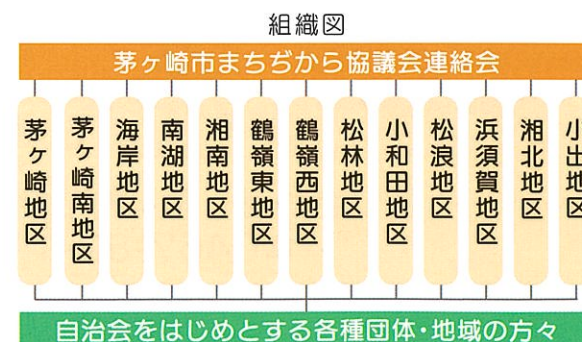 組織図
茅ヶ崎市まちぢから協議会連絡会
茅ヶ崎地区
茅ヶ崎南地区
海岸地区
南湖地区
湘南地区
鶴嶺東地区
鶴嶺西地区
松林地区
小和田地区
松浪地区
浜須賀地区
湘北地区
小出地区
自治会をはじめとする各種団体・地域の方々